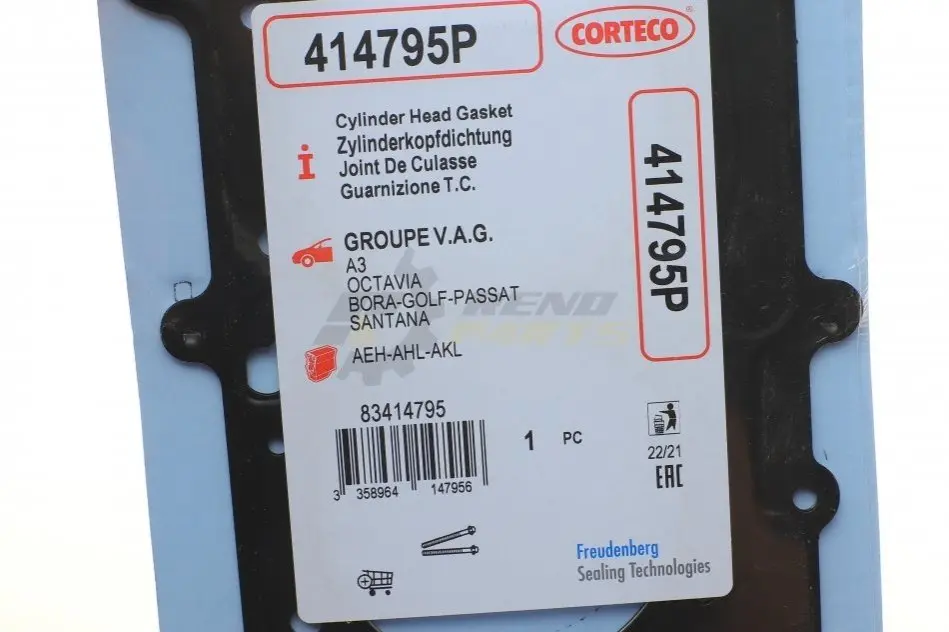 414795P
CORTECO
Cylinder Head Gasket
Zylinderkopfdichtung
Joint De Culasse
Guarnizione T.C.
414795P
GROUPE V.A.G.
A3
OCTAVIA
BORA-GOLF-PASSAT
SANTANA
AEH-AHL-AKL
83414795
3 358964 147956
1 PC
22/21
EAC
Freudenberg
Sealing Technologies
PARTS